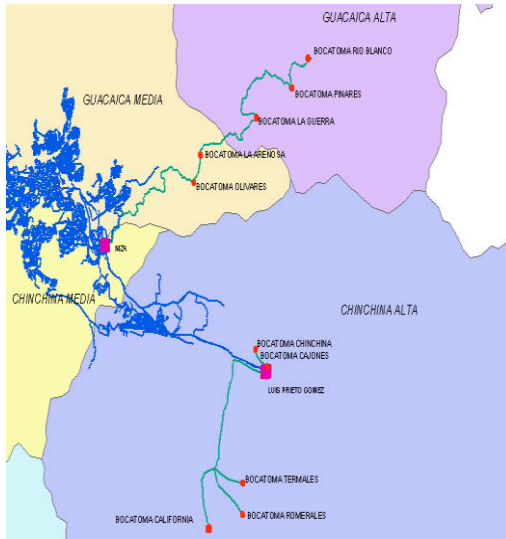 GUACAICA ALTA
BOCATOMA RIO BLANCO
BOCATOMA PINARES
GUACAICA MEDIA
BOCATOMA LA GUERRA
BOCATOMA LA ARENOSA
BOCATOMA OLIVARES
NIZA
CHINCHINA MEDIA
CHINCHINA ALTA
BOCATOMA CHINCHINA
BOCATOMA CAJONES
LUIS PRIETO GOMEZ
BOCATOMA TERMALES
BOCATOMA ROMERALES
BOCATOMA CALIFORNIA